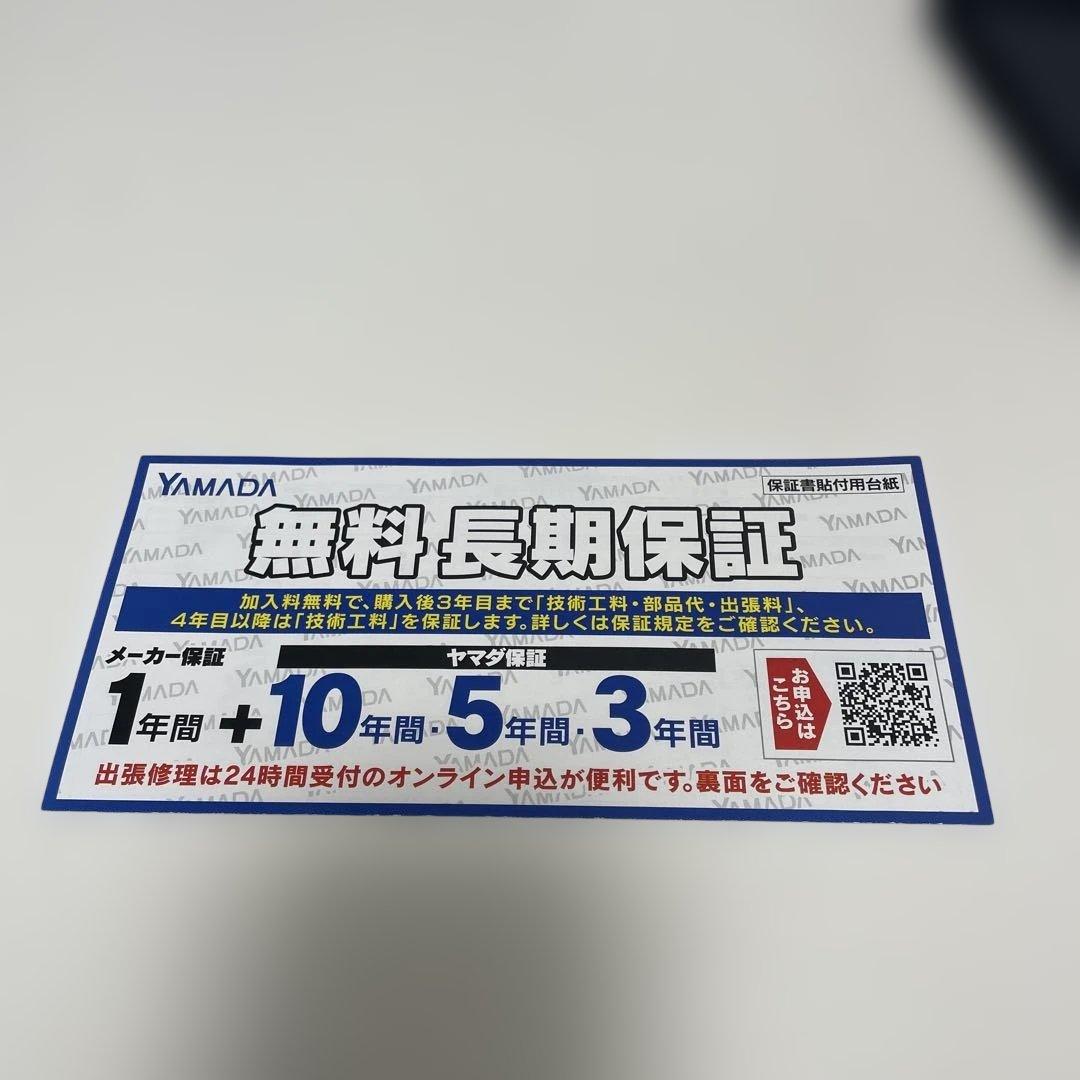 YAMADA
保証書貼付用台紙
無料長期保証
加入料無料で、購入後3年目まで「技術工料・部品代・出張料」、
4年目以降は「技術工料」を保証します。詳しくは保証規定をご確認ください。
メーカー保証
ヤマダ保証
1年間+10年間・5年間・3年間
お申込は
こちら
出張修理は24時間受付のオンライン申込が便利です。裏面をご確認ください